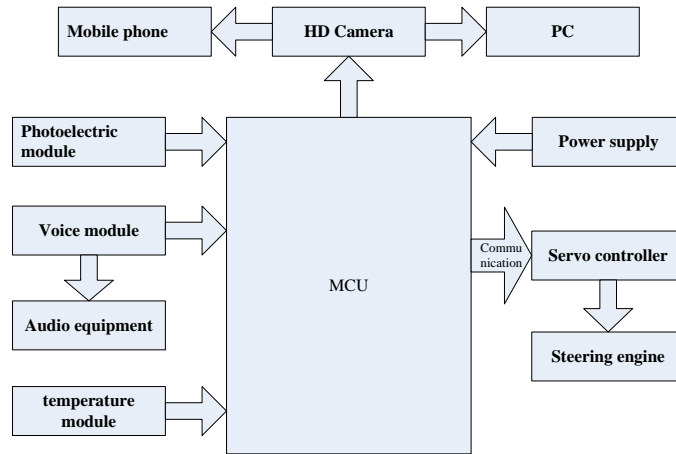 Mobile phone
HD Camera
PC
Photoelectric
module
Power supply
Voice module
Commu
nication
Servo controller
MCU
Audio equipment
Steering engine
temperature
module